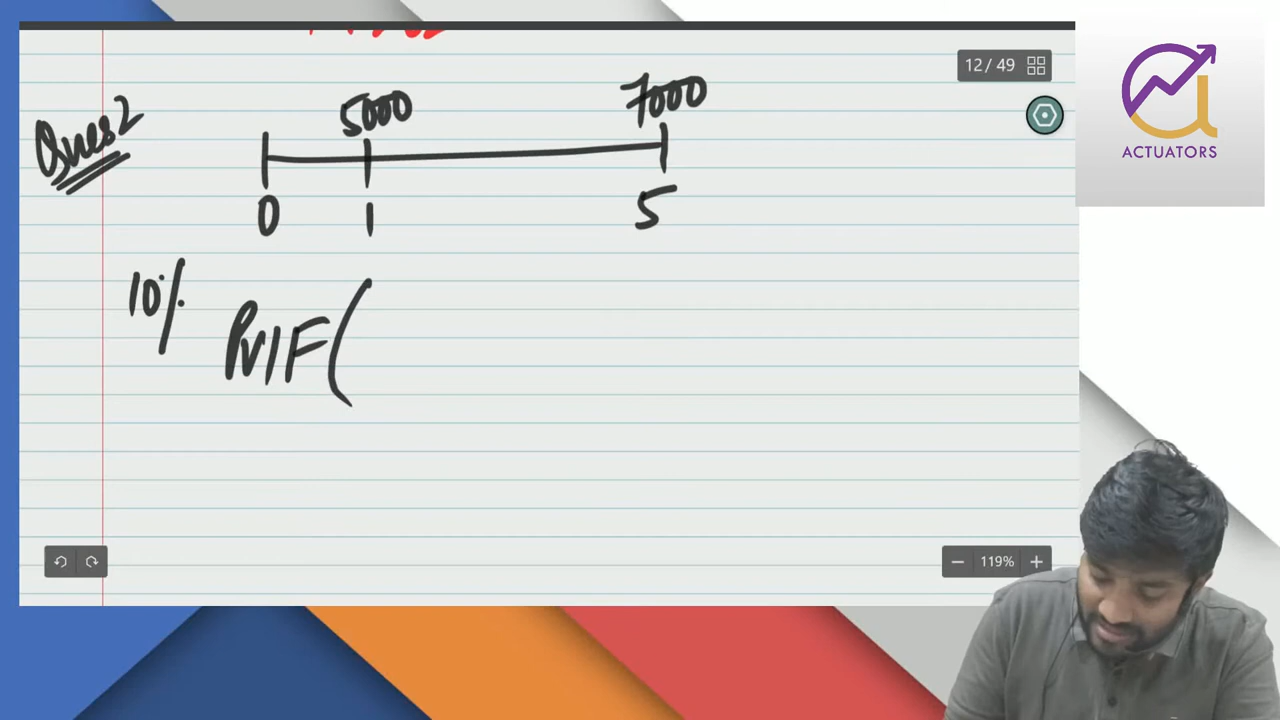 12 / 49
ACTUATORS
Ques 2
5000 7000
0 1 5
10%
PVIF(
119%